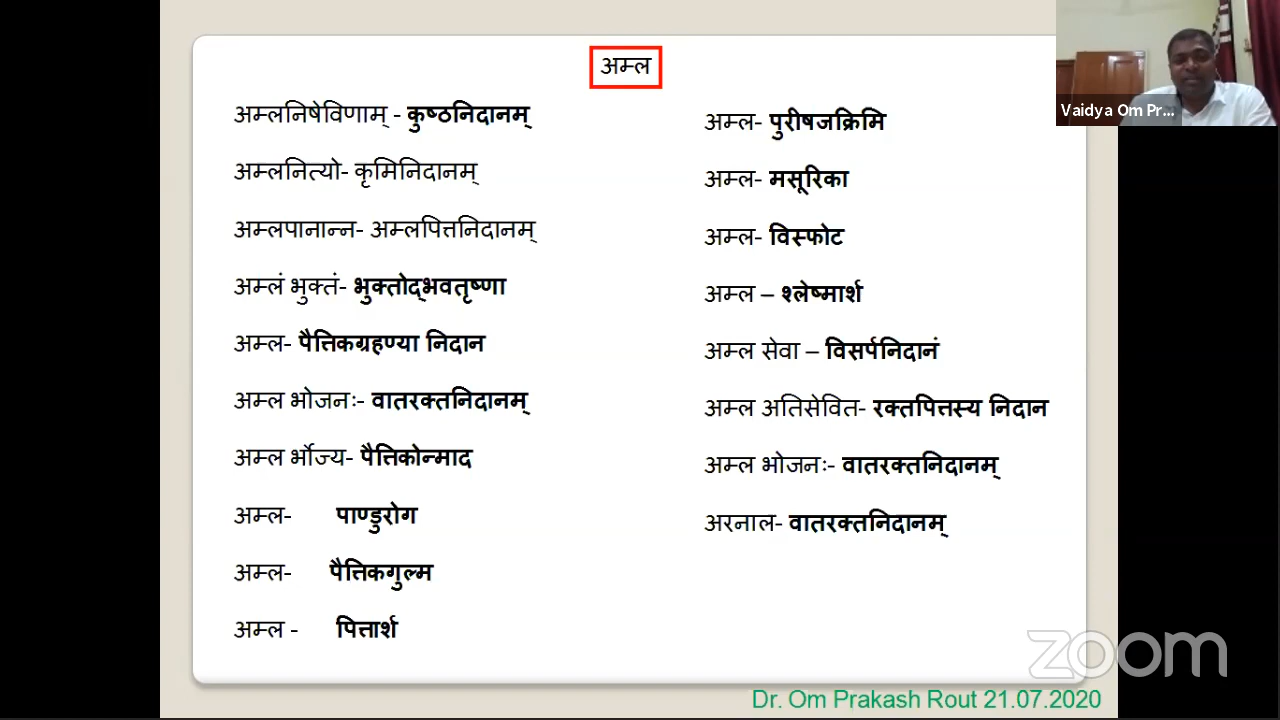 अम्ल
अम्लनिषेविणाम् - कुष्ठनिदानम्
अम्लनित्यो- कृमिनिदानम्
अम्लपानान्न- अम्लपित्तनिदानम्
अम्लं भुक्तं- भुक्तोद्भवतृष्णा
अम्ल- पैत्तिकग्रहण्या निदान
अम्ल भोजनः- वातरक्तनिदानम्
अम्ल र्भोज्य- पैत्तिकोन्माद
अम्ल- पाण्डुरोग
अम्ल- पैत्तिकगुल्म
अम्ल - पित्तार्श
अम्ल- पुरीषजक्रिमि
अम्ल- मसूरिका
अम्ल- विस्फोट
अम्ल – श्लेष्मार्श
अम्ल सेवा – विसर्पनिदानं
अम्ल अतिसेवित- रक्तपित्तस्य निदान
अम्ल भोजनः- वातरक्तनिदानम्
अरनाल- वातरक्तनिदानम्
Vaidya Om Pr...
zoom
Dr. Om Prakash Rout 21.07.2020